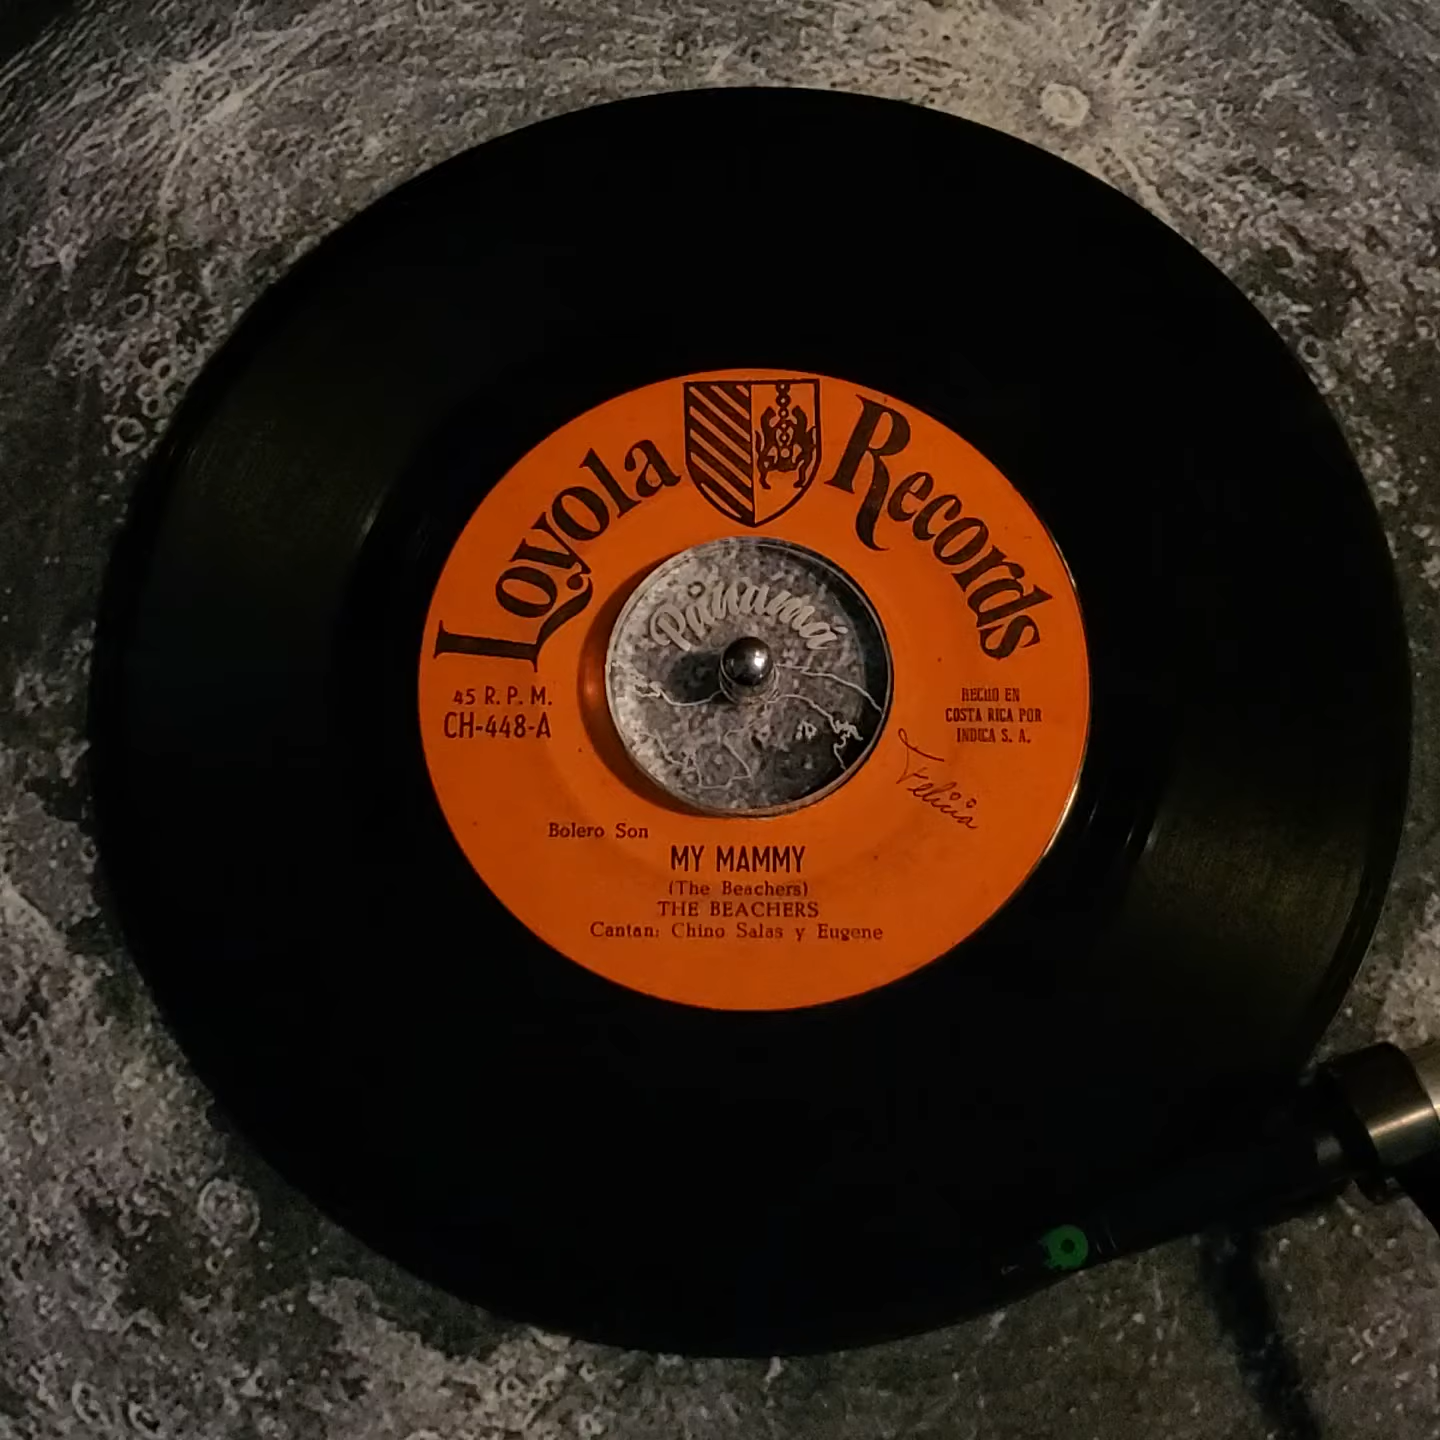 Loyola Records
Panamá
45 R. P. M.
CH-448-A
HECHO EN
COSTA RICA POR
INDICA S. A.
Felicia
Bolero Son
MY MAMMY
(The Beachers)
THE BEACHERS
Cantan: Chino Salas y Eugene